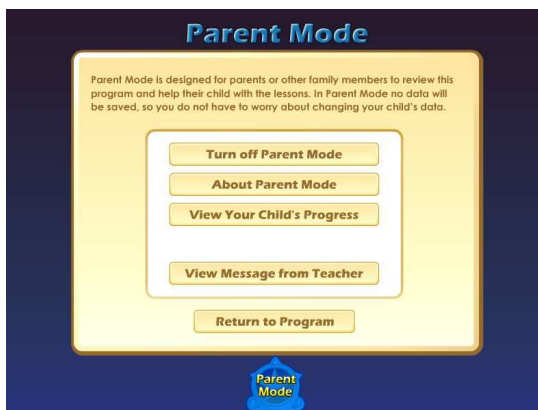 Parent Mode
Parent Mode is designed for parents or other family members to review this
program and help their child with the lessons. In Parent Mode no data will
be saved, so you do not have to worry about changing your child's data.
Turn off Parent Mode
About Parent Mode
View Your Child's Progress
View Message from Teacher
Return to Program
Parent
Mode